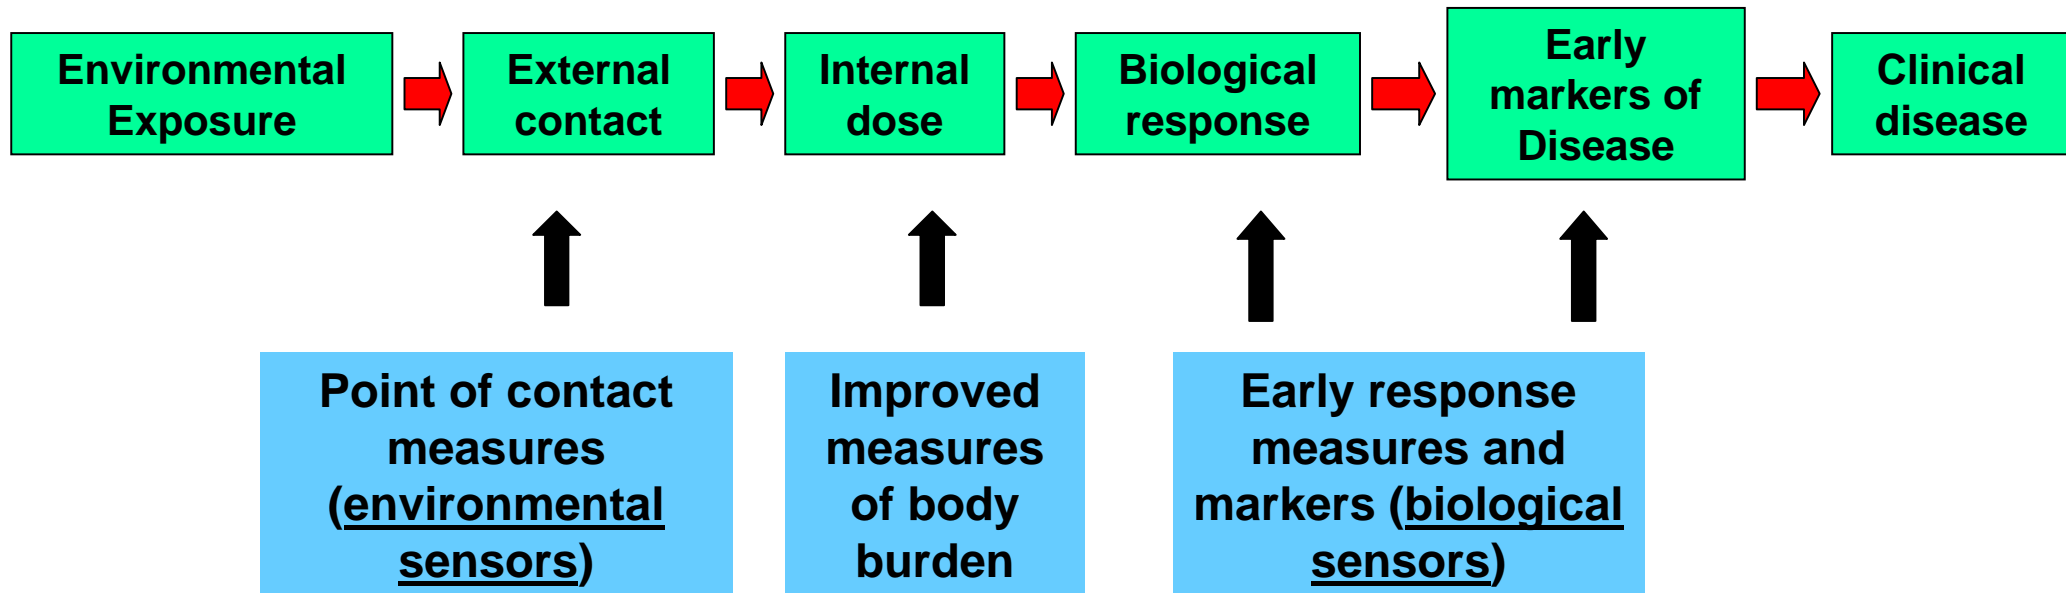 Environmental
Exposure
External
contact
Internal
dose
Biological
response
Early
markers of
Disease
Clinical
disease
Point of contact
measures
(environmental
sensors)
Improved
measures
of body
burden
Early response
measures and
markers (biological
sensors)